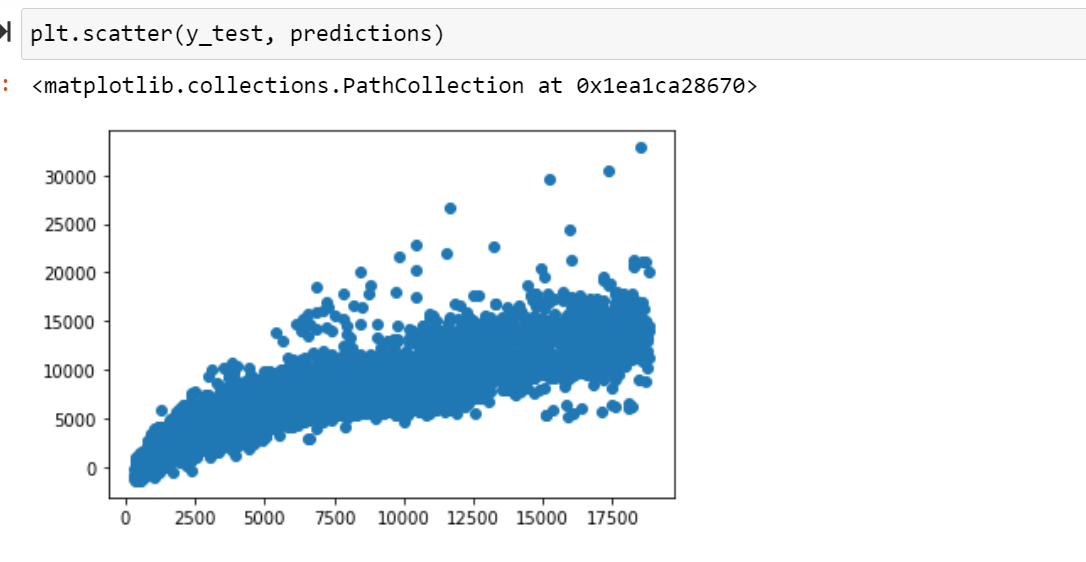 plt.scatter(y_test, predictions)
: <matplotlib.collections.PathCollection at 0x1ea1ca28670>
30000
25000
20000
15000
10000
5000
0
0 2500 5000 7500 10000 12500 15000 17500